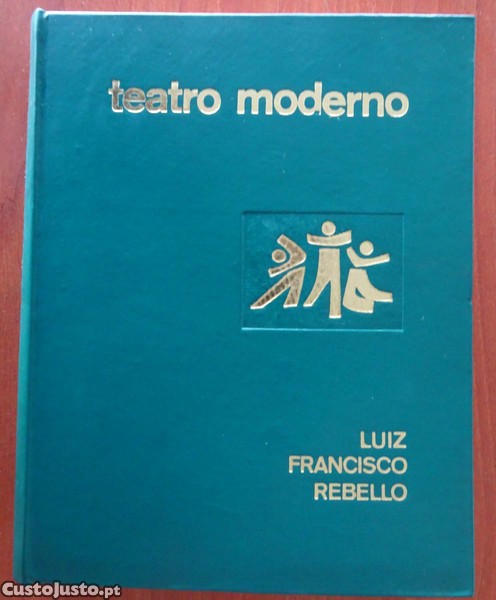 teatro moderno
LUIZ
FRANCISCO
REBELLO
CustoJusto.pt